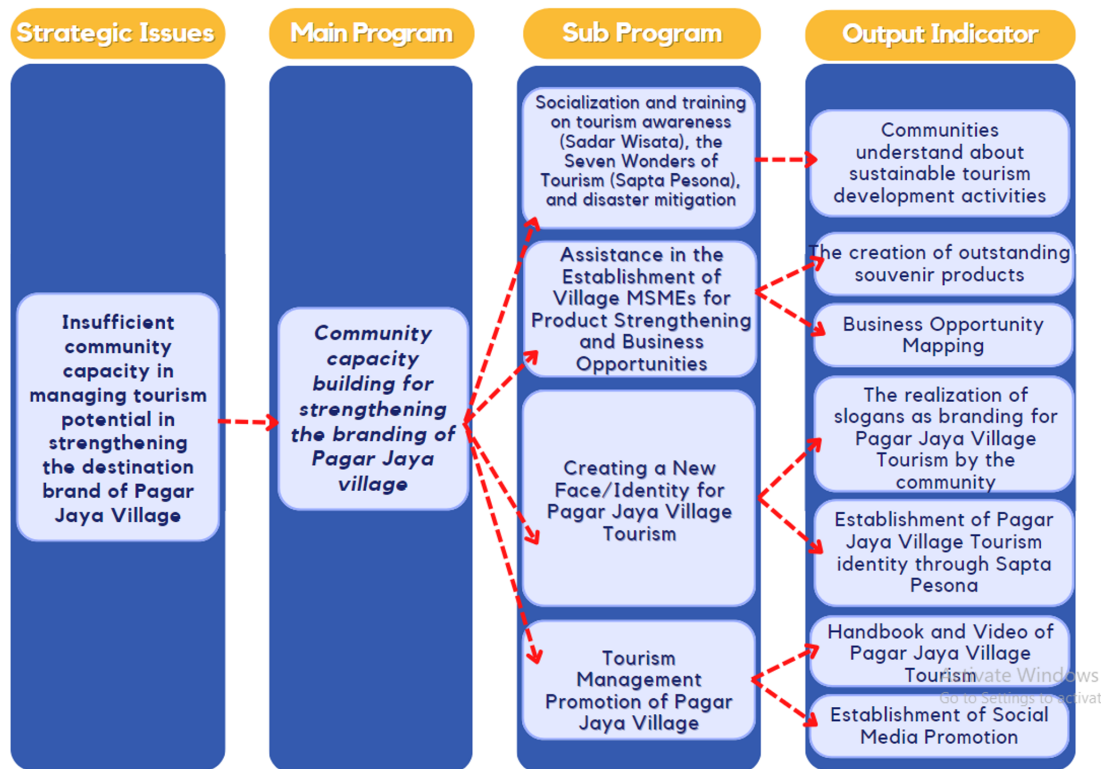 Strategic Issues
Main Program
Sub Program
Output Indicator
Insufficient
community
capacity in
managing tourism
potential in
strengthening
the destination
brand of Pagar
Jaya Village
Community
capacity
building for
strengthening
the branding of
Pagar Jaya
village
Socialization and training
on tourism awareness
(Sadar Wisata), the
Seven Wonders of
Tourism (Sapta Pesona),
and disaster mitigation
Assistance in the
Establishment of
Village MSMEs for
Product Strengthening
and Business
Opportunities
Creating a New
Face/Identity for
Pagar Jaya Village
Tourism
Tourism
Management
Promotion of Pagar
Jaya Village
Communities
understand about
sustainable tourism
development activities
The creation of outstanding
souvenir products
Business Opportunity
Mapping
The realization of
slogans as branding for
Pagar Jaya Village
Tourism by the
community
Establishment of Pagar
Jaya Village Tourism
identity through Sapta
Pesona
Handbook and Video of
Pagar Jaya Village
Tourism
Establishment of Social
Media Promotion
Activate Windows
Go to Settings to activat